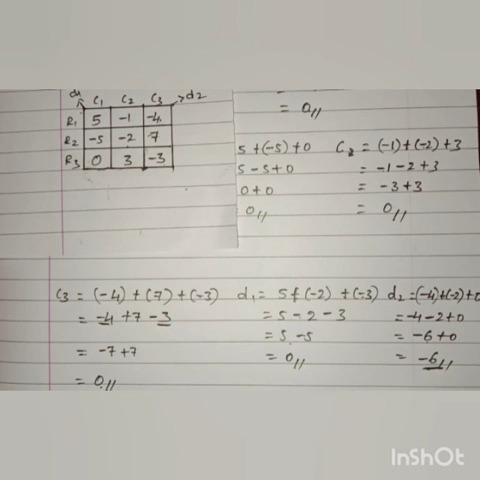 d1 C1 C2 C3 d2
R1 5 -1 -4
R2 -5 -2 7
R3 0 3 -3
= 0//
5 + (-5) + 0
5 - 5 + 0
0 + 0
0//
C2 = (-1) + (-2) + 3
= -1 - 2 + 3
= -3 + 3
= 0//
C3 = (-4) + (7) + (-3)
= -4 + 7 - 3
= -7 + 7
= 0//
d1 = 5 + (-2) + (-3)
= 5 - 2 - 3
= 5 - 5
= 0//
d2 = (-4) + (-2) + 0
= -4 - 2 + 0
= -6 + 0
= -6//
InShOt